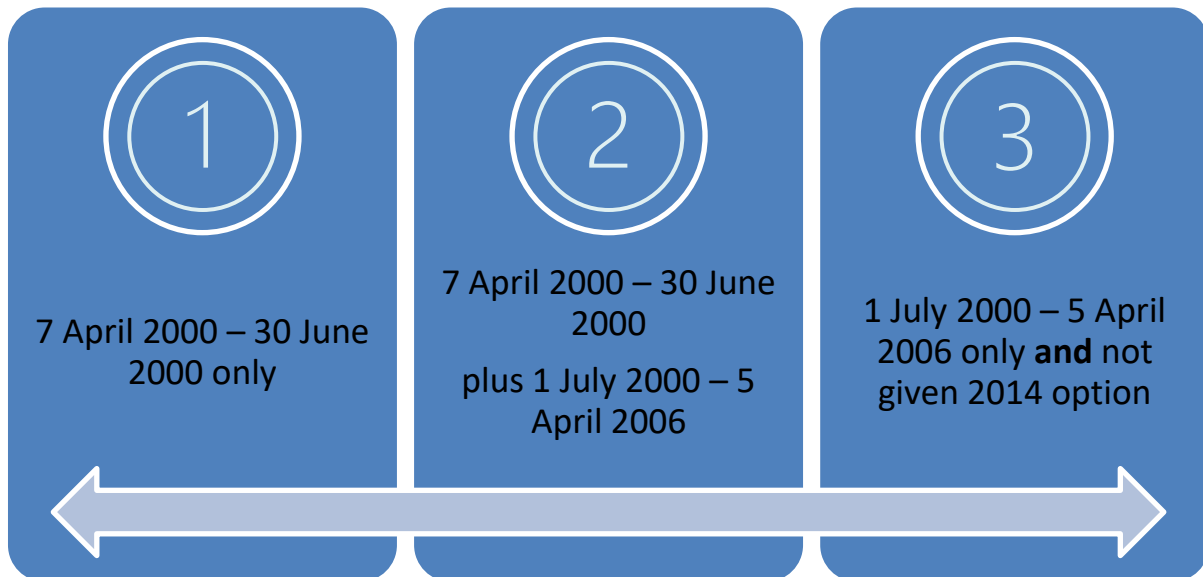 1
7 April 2000 – 30 June
2000 only
2
7 April 2000 – 30 June
2000
plus 1 July 2000 – 5
April 2006
3
1 July 2000 – 5 April
2006 only and not
given 2014 option